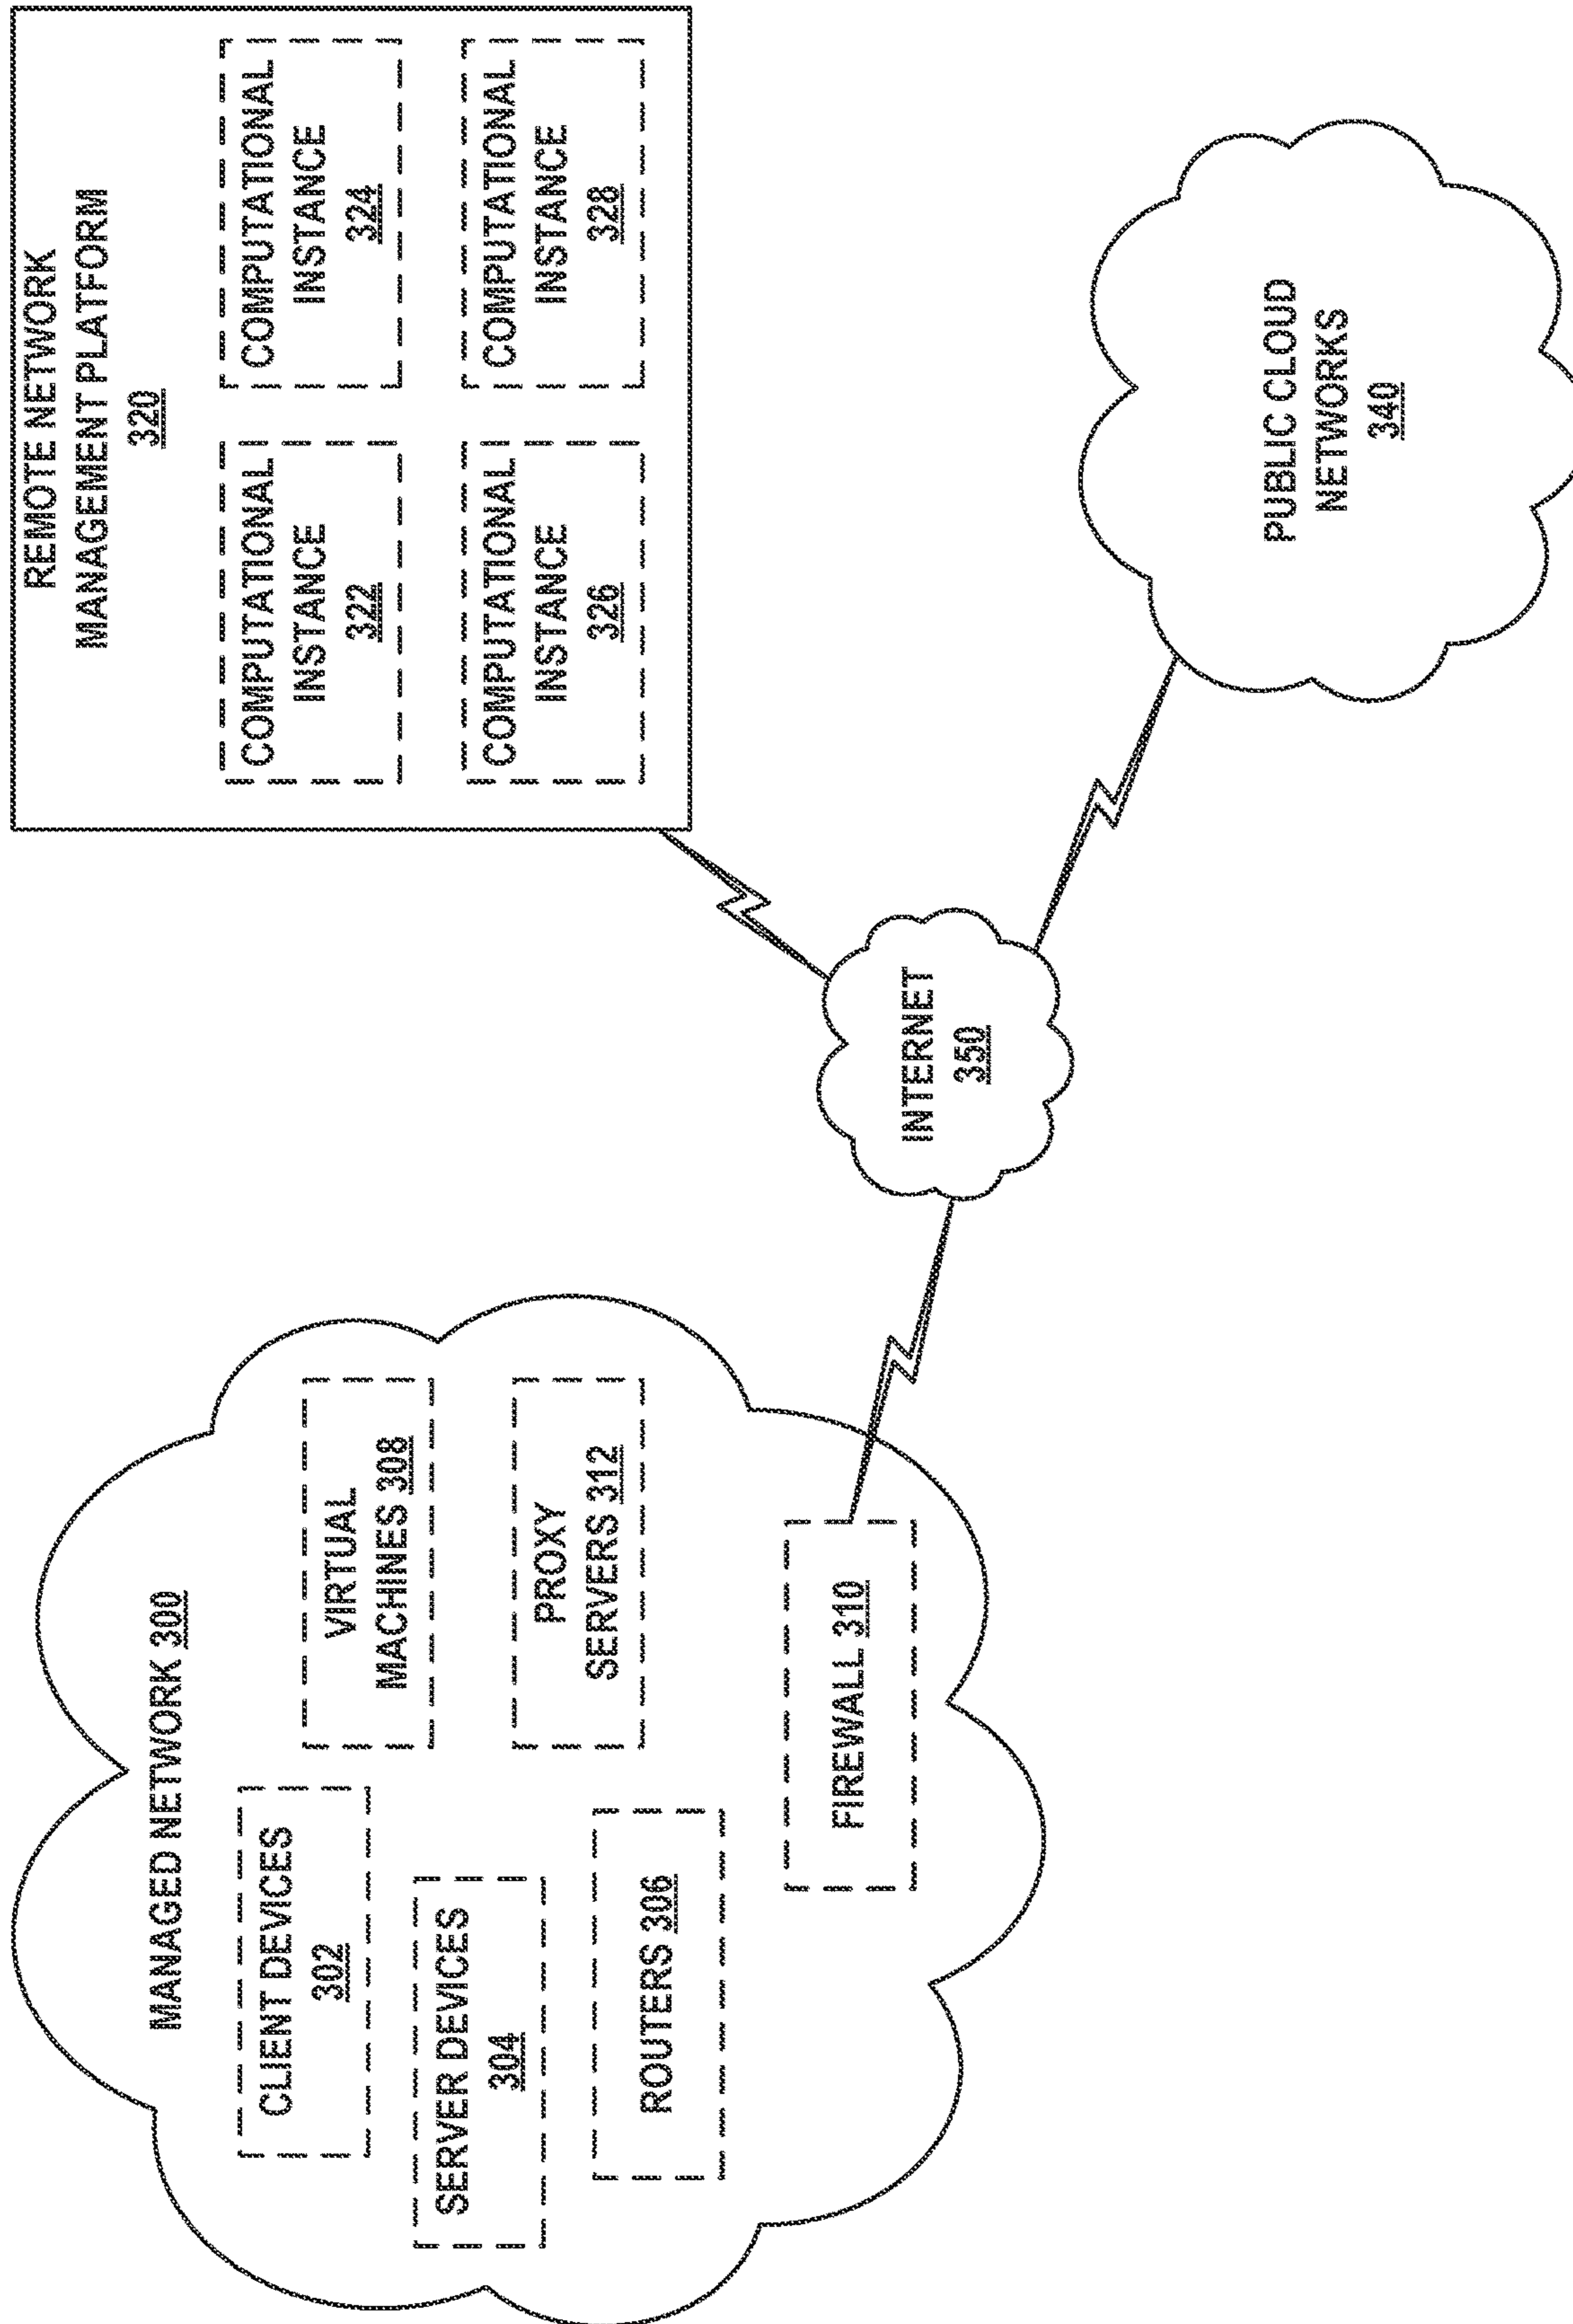 MANAGED NETWORK 300
CLIENT DEVICES
302
SERVER DEVICES
304
ROUTERS 306
VIRTUAL
MACHINES 308
PROXY
SERVERS 312
FIREWALL 310
INTERNET
350
REMOTE NETWORK
MANAGEMENT PLATFORM
320
COMPUTATIONAL
INSTANCE
322
COMPUTATIONAL
INSTANCE
324
COMPUTATIONAL
INSTANCE
326
COMPUTATIONAL
INSTANCE
328
PUBLIC CLOUD
NETWORKS
340